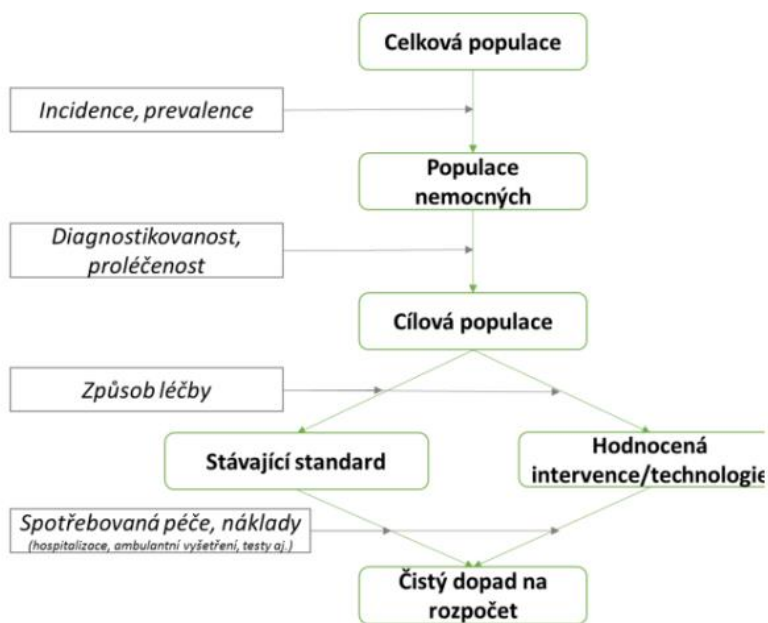 Celková populace
Incidence, prevalence
Populace
nemocných
Diagnostikovanost,
proléčenost
Cílová populace
Způsob léčby
Stávající standard
Hodnocená
intervence/technologie
Spotřebovaná péče, náklady
(hospitalizace, ambulantní vyšetření, testy aj.)
Čistý dopad na
rozpočet